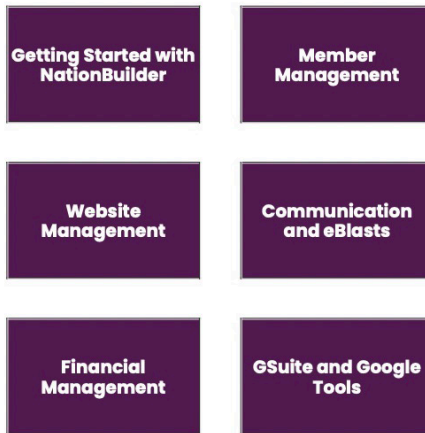 Getting Started with
NationBuilder
Member
Management
Website
Management
Communication
and eBlasts
Financial
Management
GSuite and Google
Tools